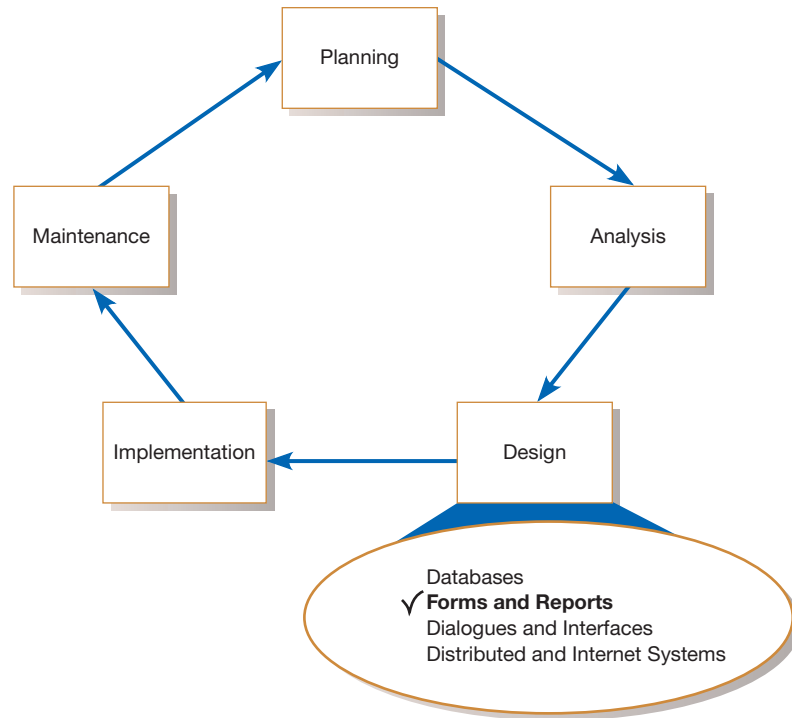 Planning
Maintenance
Analysis
Implementation
Design
Databases
Forms and Reports
Dialogues and Interfaces
Distributed and Internet Systems